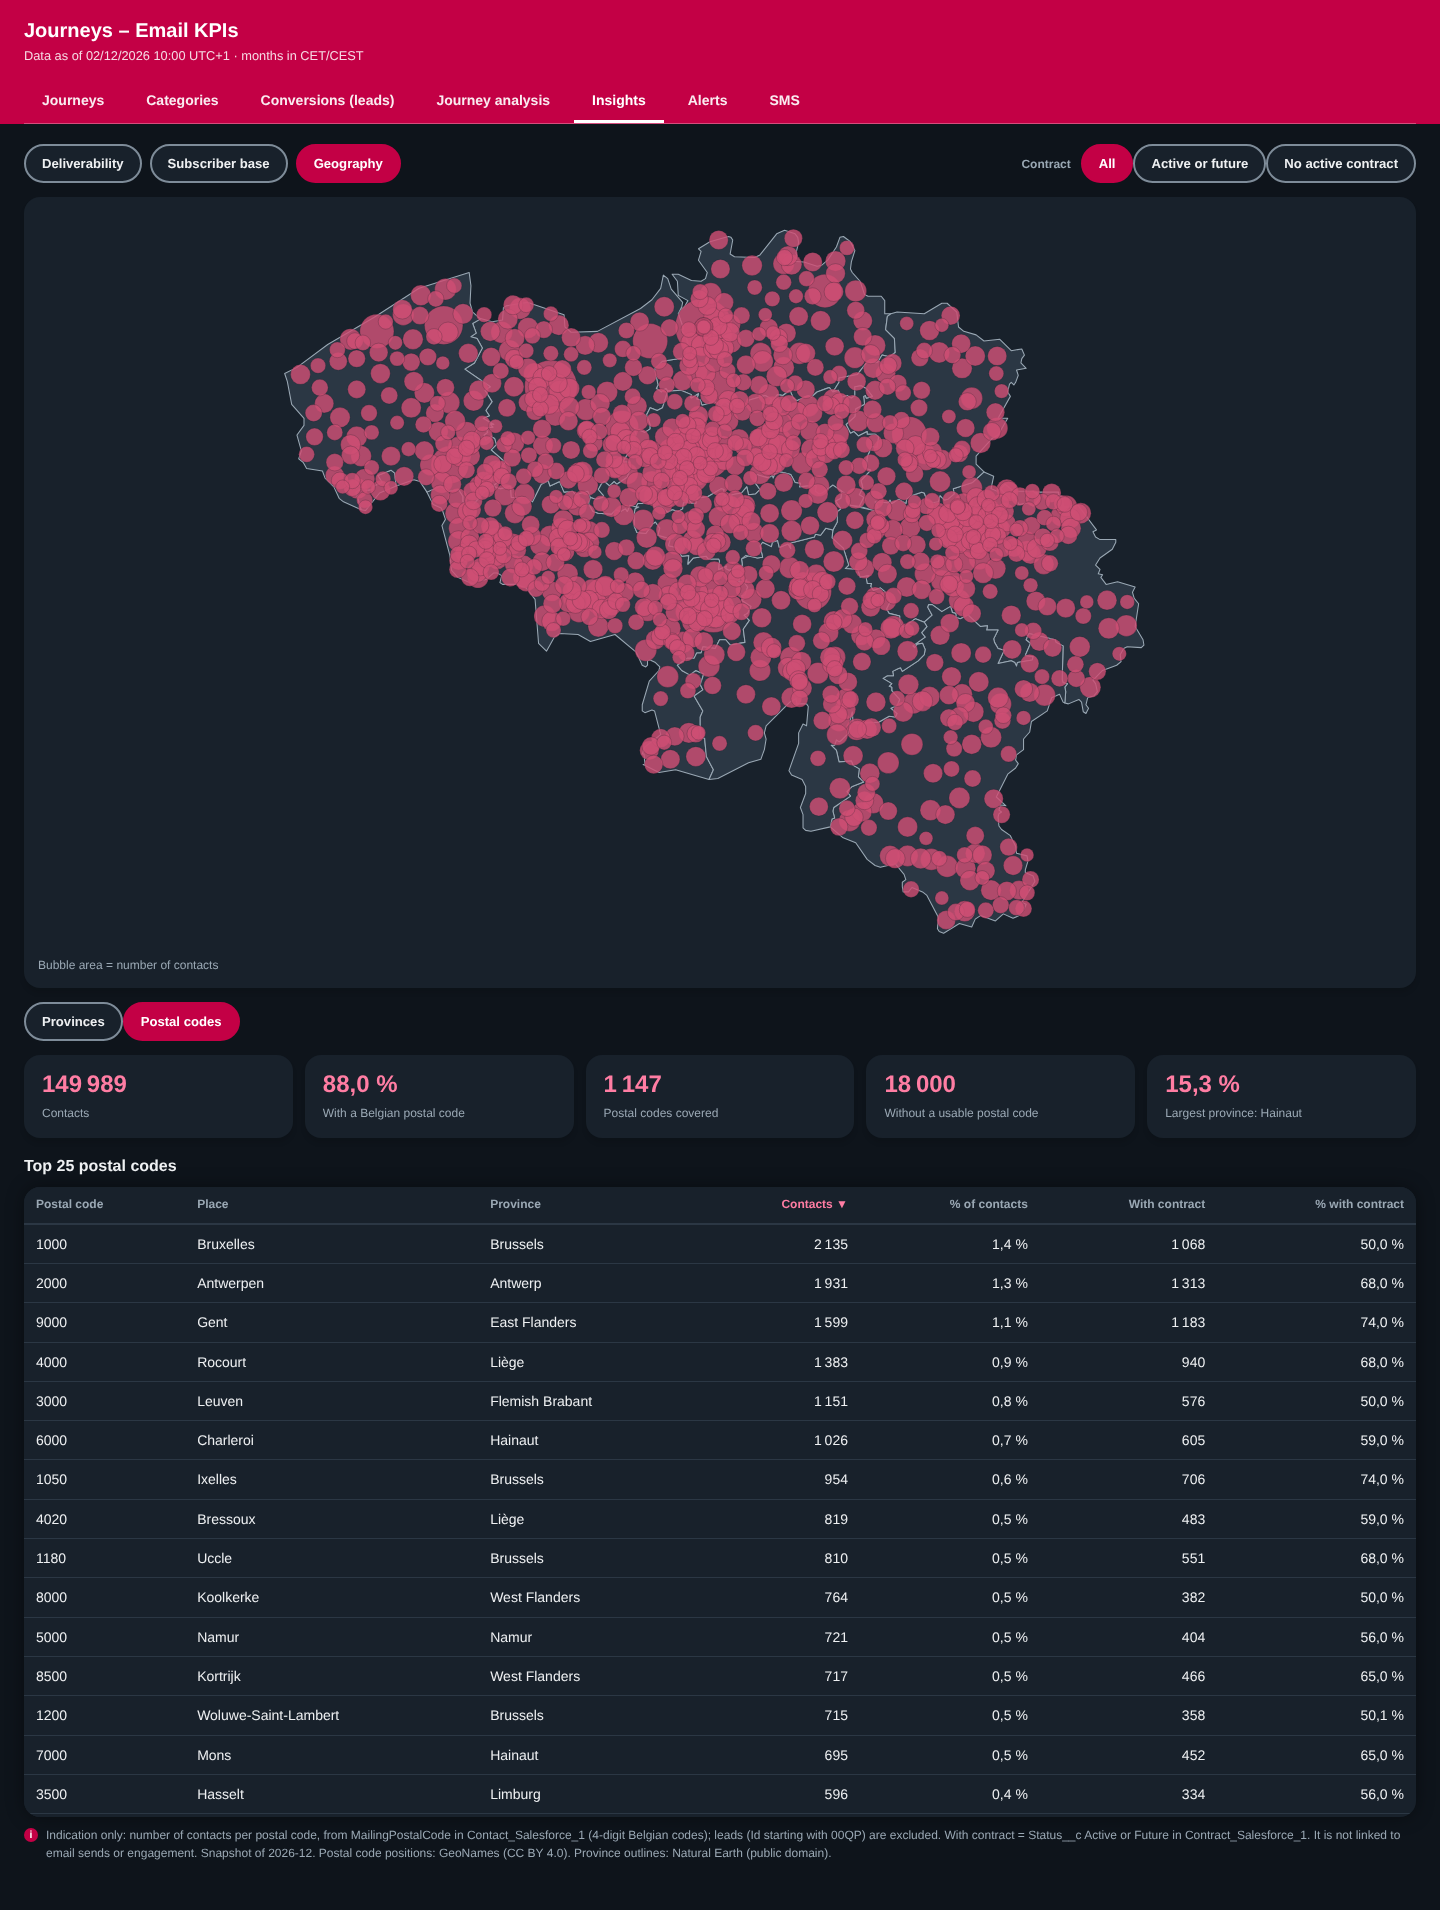 Journeys – Email KPIs
Data as of 02/12/2026 10:00 UTC+1 · months in CET/CEST
Journeys Categories Conversions (leads) Journey analysis Insights Alerts SMS
Deliverability Subscriber base Geography Contract All Active or future No active contract
Bubble area = number of contacts
Provinces Postal codes
149 989 88,0 % 1 147 18 000 15,3 %
Contacts With a Belgian postal code Postal codes covered Without a usable postal code Largest province: Hainaut
Top 25 postal codes
Postal code Place Province Contacts ▼ % of contacts With contract % with contract
1000 Bruxelles Brussels 2 135 1,4 % 1 068 50,0 %
2000 Antwerpen Antwerp 1 931 1,3 % 1 313 68,0 %
9000 Gent East Flanders 1 599 1,1 % 1 183 74,0 %
4000 Rocourt Liège 1 383 0,9 % 940 68,0 %
3000 Leuven Flemish Brabant 1 151 0,8 % 576 50,0 %
6000 Charleroi Hainaut 1 026 0,7 % 605 59,0 %
1050 Ixelles Brussels 954 0,6 % 706 74,0 %
4020 Bressoux Liège 819 0,5 % 483 59,0 %
1180 Uccle Brussels 810 0,5 % 551 68,0 %
8000 Koolkerke West Flanders 764 0,5 % 382 50,0 %
5000 Namur Namur 721 0,5 % 404 56,0 %
8500 Kortrijk West Flanders 717 0,5 % 466 65,0 %
1200 Woluwe-Saint-Lambert Brussels 715 0,5 % 358 50,1 %
7000 Mons Hainaut 695 0,5 % 452 65,0 %
3500 Hasselt Limburg 596 0,4 % 334 56,0 %
i Indication only: number of contacts per postal code, from MailingPostalCode in Contact_Salesforce_1 (4-digit Belgian codes); leads (Id starting with 00QP) are excluded. With contract = Status__c Active or Future in Contract_Salesforce_1. It is not linked to
email sends or engagement. Snapshot of 2026-12. Postal code positions: GeoNames (CC BY 4.0). Province outlines: Natural Earth (public domain).